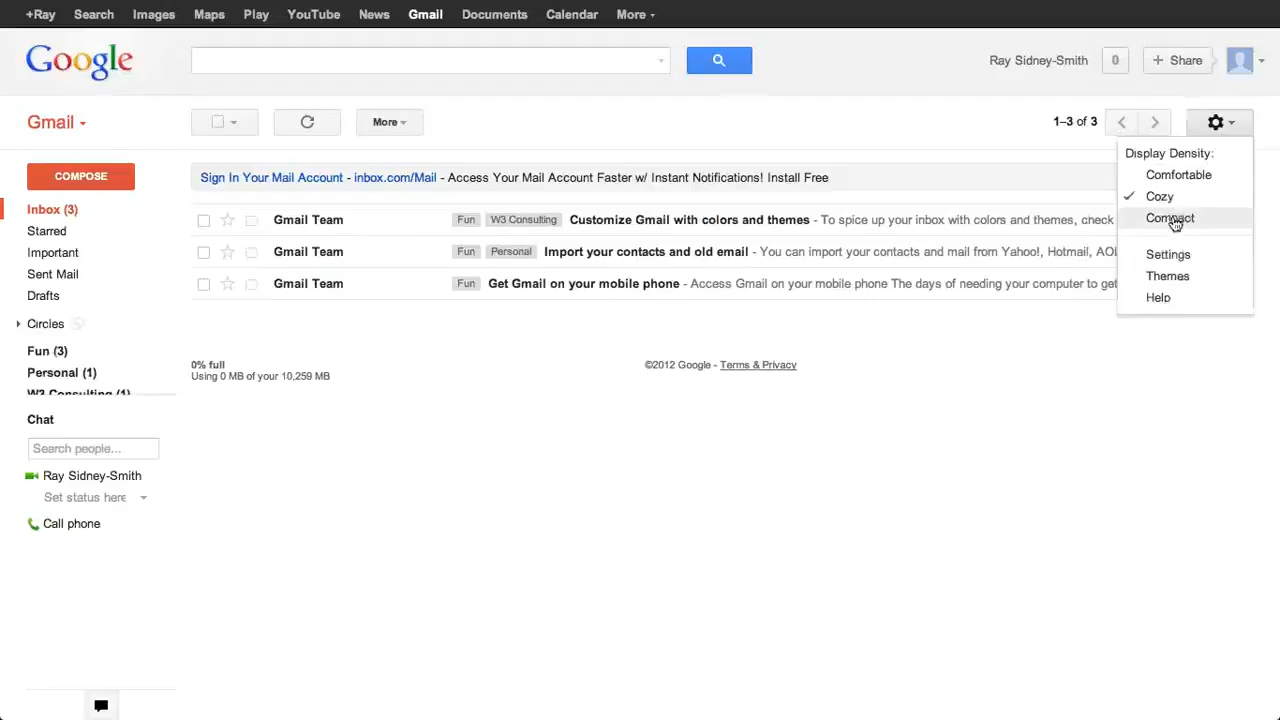 +Ray Search Images Maps Play YouTube News Gmail Documents Calendar More
Google
Ray Sidney-Smith 0 + Share
Gmail More 1–3 of 3
Display Density:
Comfortable
Cozy
Compact
Settings
Themes
Help
COMPOSE
Inbox (3)
Starred
Important
Sent Mail
Drafts
Circles
Fun (3)
Personal (1)
W3 Consulting (1)
Chat
Search people...
Ray Sidney-Smith
Set status here
Call phone
Sign In Your Mail Account - inbox.com/Mail - Access Your Mail Account Faster w/ Instant Notifications! Install Free
Gmail Team Fun W3 Consulting Customize Gmail with colors and themes - To spice up your inbox with colors and themes, check
Gmail Team Fun Personal Import your contacts and old email - You can import your contacts and mail from Yahoo!, Hotmail, AOL
Gmail Team Fun Get Gmail on your mobile phone - Access Gmail on your mobile phone The days of needing your computer to get
0% full
Using 0 MB of your 10,259 MB
©2012 Google - Terms & Privacy